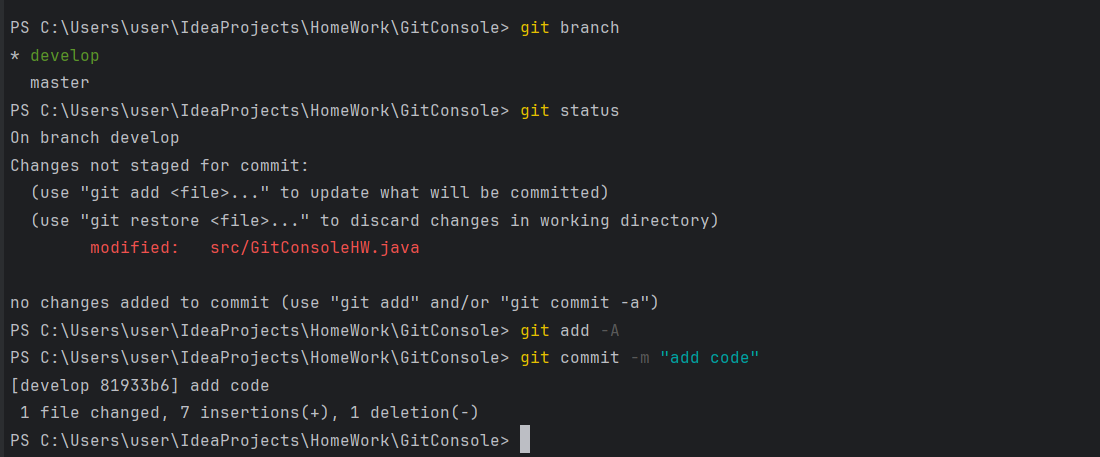 PS C:\Users\user\IdeaProjects\HomeWork\GitConsole> git branch
* develop
  master
PS C:\Users\user\IdeaProjects\HomeWork\GitConsole> git status
On branch develop
Changes not staged for commit:
  (use "git add <file>..." to update what will be committed)
  (use "git restore <file>..." to discard changes in working directory)
        modified:   src/GitConsoleHW.java

no changes added to commit (use "git add" and/or "git commit -a")
PS C:\Users\user\IdeaProjects\HomeWork\GitConsole> git add -A
PS C:\Users\user\IdeaProjects\HomeWork\GitConsole> git commit -m "add code"
[develop 81933b6] add code
 1 file changed, 7 insertions(+), 1 deletion(-)
PS C:\Users\user\IdeaProjects\HomeWork\GitConsole>